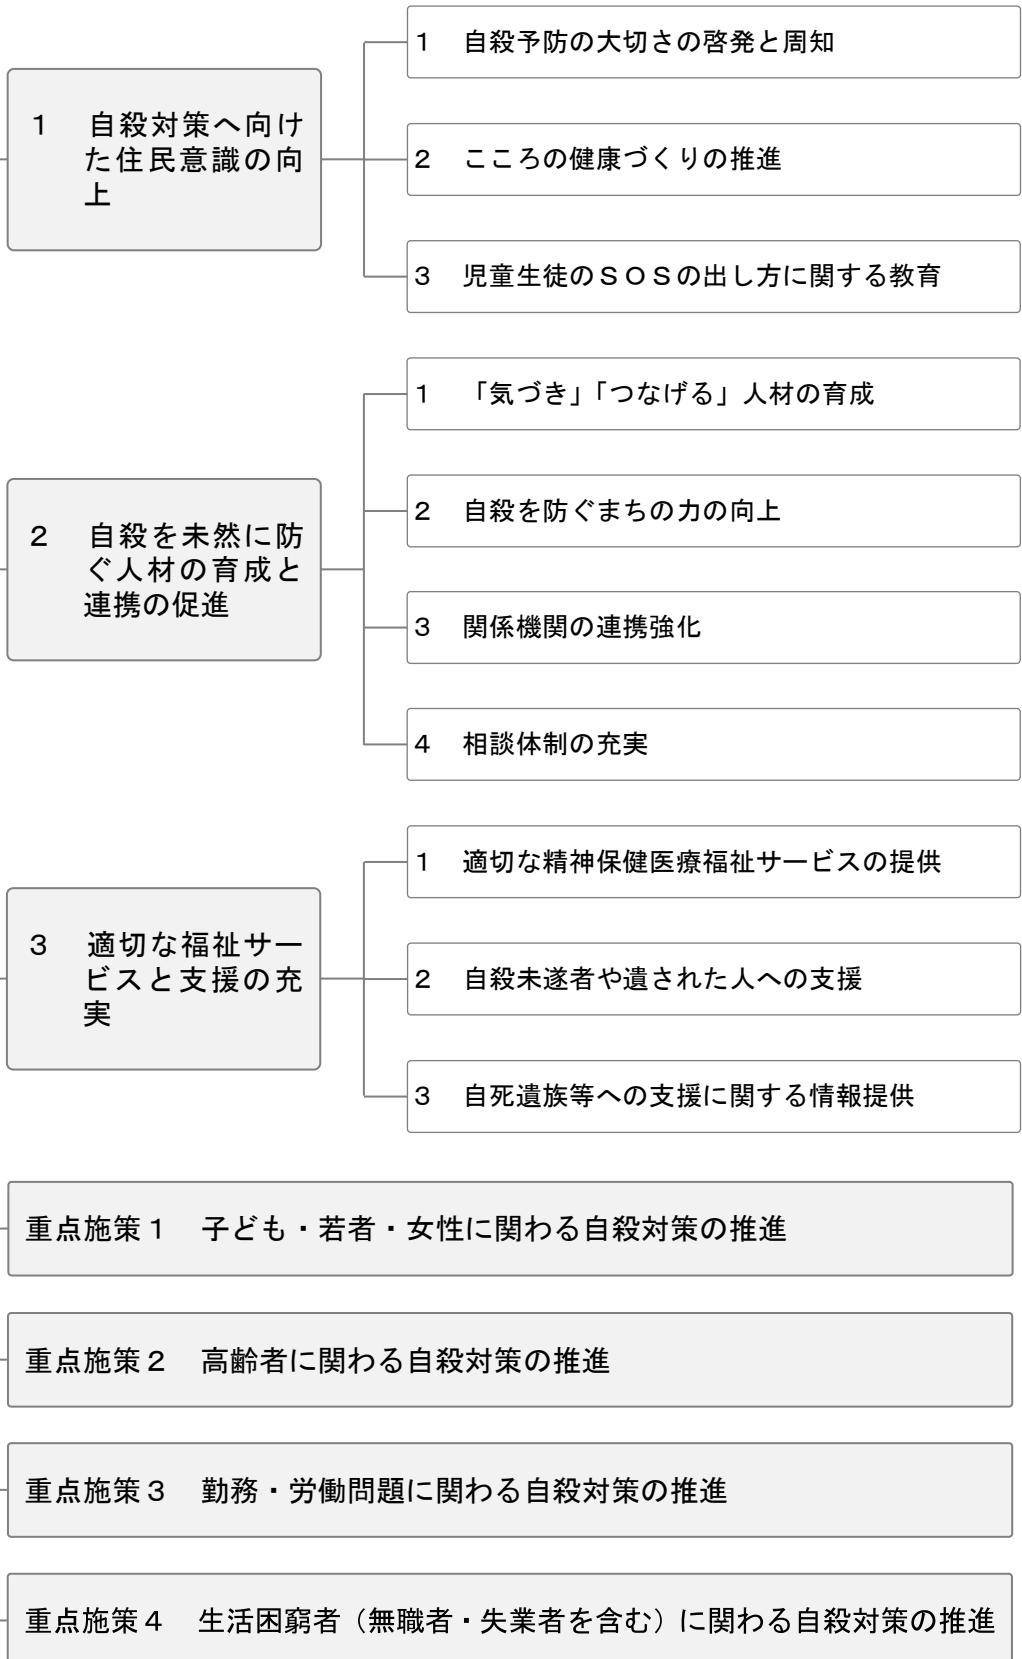 1　自殺対策へ向け
た住民意識の向
上
1　自殺予防の大切さの啓発と周知
2　こころの健康づくりの推進
3　児童生徒のＳＯＳの出し方に関する教育
2　自殺を未然に防
ぐ人材の育成と
連携の促進
1　「気づき」「つなげる」人材の育成
2　自殺を防ぐまちの力の向上
3　関係機関の連携強化
4　相談体制の充実
3　適切な福祉サー
ビスと支援の充
実
1　適切な精神保健医療福祉サービスの提供
2　自殺未遂者や遺された人への支援
3　自死遺族等への支援に関する情報提供
重点施策１　子ども・若者・女性に関わる自殺対策の推進
重点施策２　高齢者に関わる自殺対策の推進
重点施策３　勤務・労働問題に関わる自殺対策の推進
重点施策４　生活困窮者（無職者・失業者を含む）に関わる自殺対策の推進